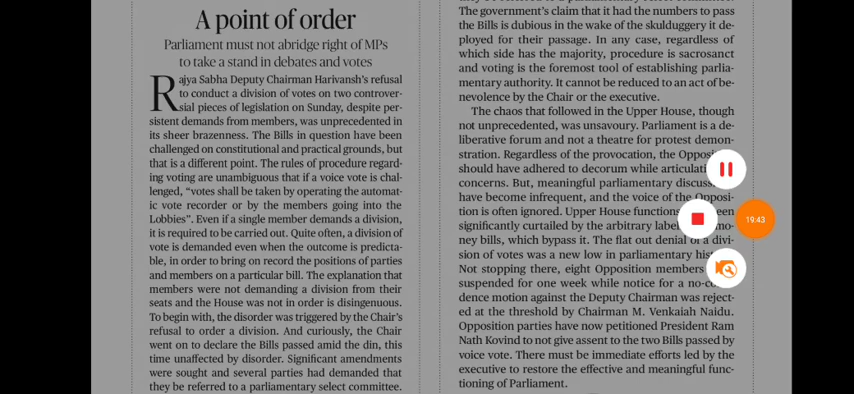 A point of order
Parliament must not abridge right of MPs
to take a stand in debates and votes
Rajya Sabha Deputy Chairman Harivansh's refusal
to conduct a division of votes on two controver-
sial pieces of legislation on Sunday, despite per-
sistent demands from members, was unprecedented in
its sheer brazenness. The Bills in question have been
challenged on constitutional and practical grounds, but
that is a different point. The rules of procedure regard-
ing voting are unambiguous that if a voice vote is chal-
lenged, "votes shall be taken by operating the automat-
ic vote recorder or by the members going into the
Lobbies". Even if a single member demands a division,
it is required to be carried out. Quite often, a division of
vote is demanded even when the outcome is predicta-
ble, in order to bring on record the positions of parties
and members on a particular bill. The explanation that
members were not demanding a division from their
seats and the House was not in order is disingenuous.
To begin with, the disorder was triggered by the Chair's
refusal to order a division. And curiously, the Chair
went on to declare the Bills passed amid the din, this
time unaffected by disorder. Significant amendments
were sought and several parties had demanded that
they be referred to a parliamentary select committee.
The government's claim that it had the numbers to pass
the Bills is dubious in the wake of the skulduggery it de-
ployed for their passage. In any case, regardless of
which side has the majority, procedure is sacrosanct
and voting is the foremost tool of establishing parlia-
mentary authority. It cannot be reduced to an act of be-
nevolence by the Chair or the executive.
The chaos that followed in the Upper House, though
not unprecedented, was unsavoury. Parliament is a de-
liberative forum and not a theatre for protest demon-
stration. Regardless of the provocation, the
should have adhered to decorum while
concerns. But, meaningful parliamentary
have become infrequent, and the voice of the
tion is often ignored. Upper House
significantly curtailed by the arbitrary
ney bills, which bypass it. The flat out denial of a divi-
sion of votes was a new low in parliamentary
Not stopping there, eight Opposition members
suspended for one week while notice for a
dence motion against the Deputy Chairman was reject-
ed at the threshold by Chairman M. Venkaiah Naidu.
Opposition parties have now petitioned President Ram
Nath Kovind to not give assent to the two Bills passed by
voice vote. There must be immediate efforts led by the
executive to restore the effective and meaningful func-
tioning of Parliament.
19:43